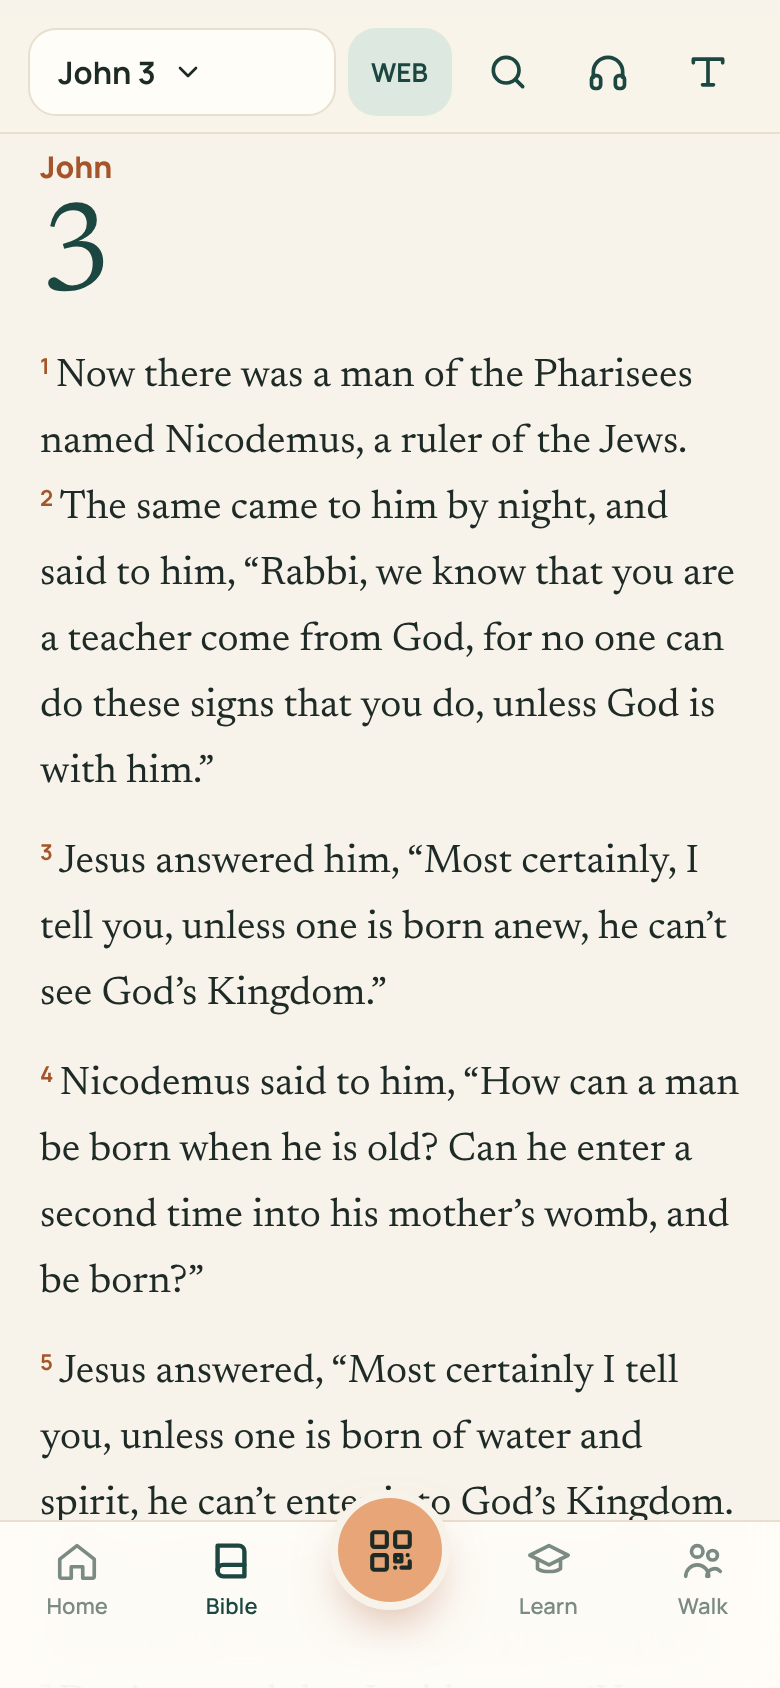 John 3
WEB
John
3
1 Now there was a man of the Pharisees
named Nicodemus, a ruler of the Jews.
2 The same came to him by night, and
said to him, “Rabbi, we know that you are
a teacher come from God, for no one can
do these signs that you do, unless God is
with him.”
3 Jesus answered him, “Most certainly, I
tell you, unless one is born anew, he can’t
see God’s Kingdom.”
4 Nicodemus said to him, “How can a man
be born when he is old? Can he enter a
second time into his mother’s womb, and
be born?”
5 Jesus answered, “Most certainly I tell
you, unless one is born of water and
spirit, he can’t God’s Kingdom.
Home
Bible
Learn
Walk